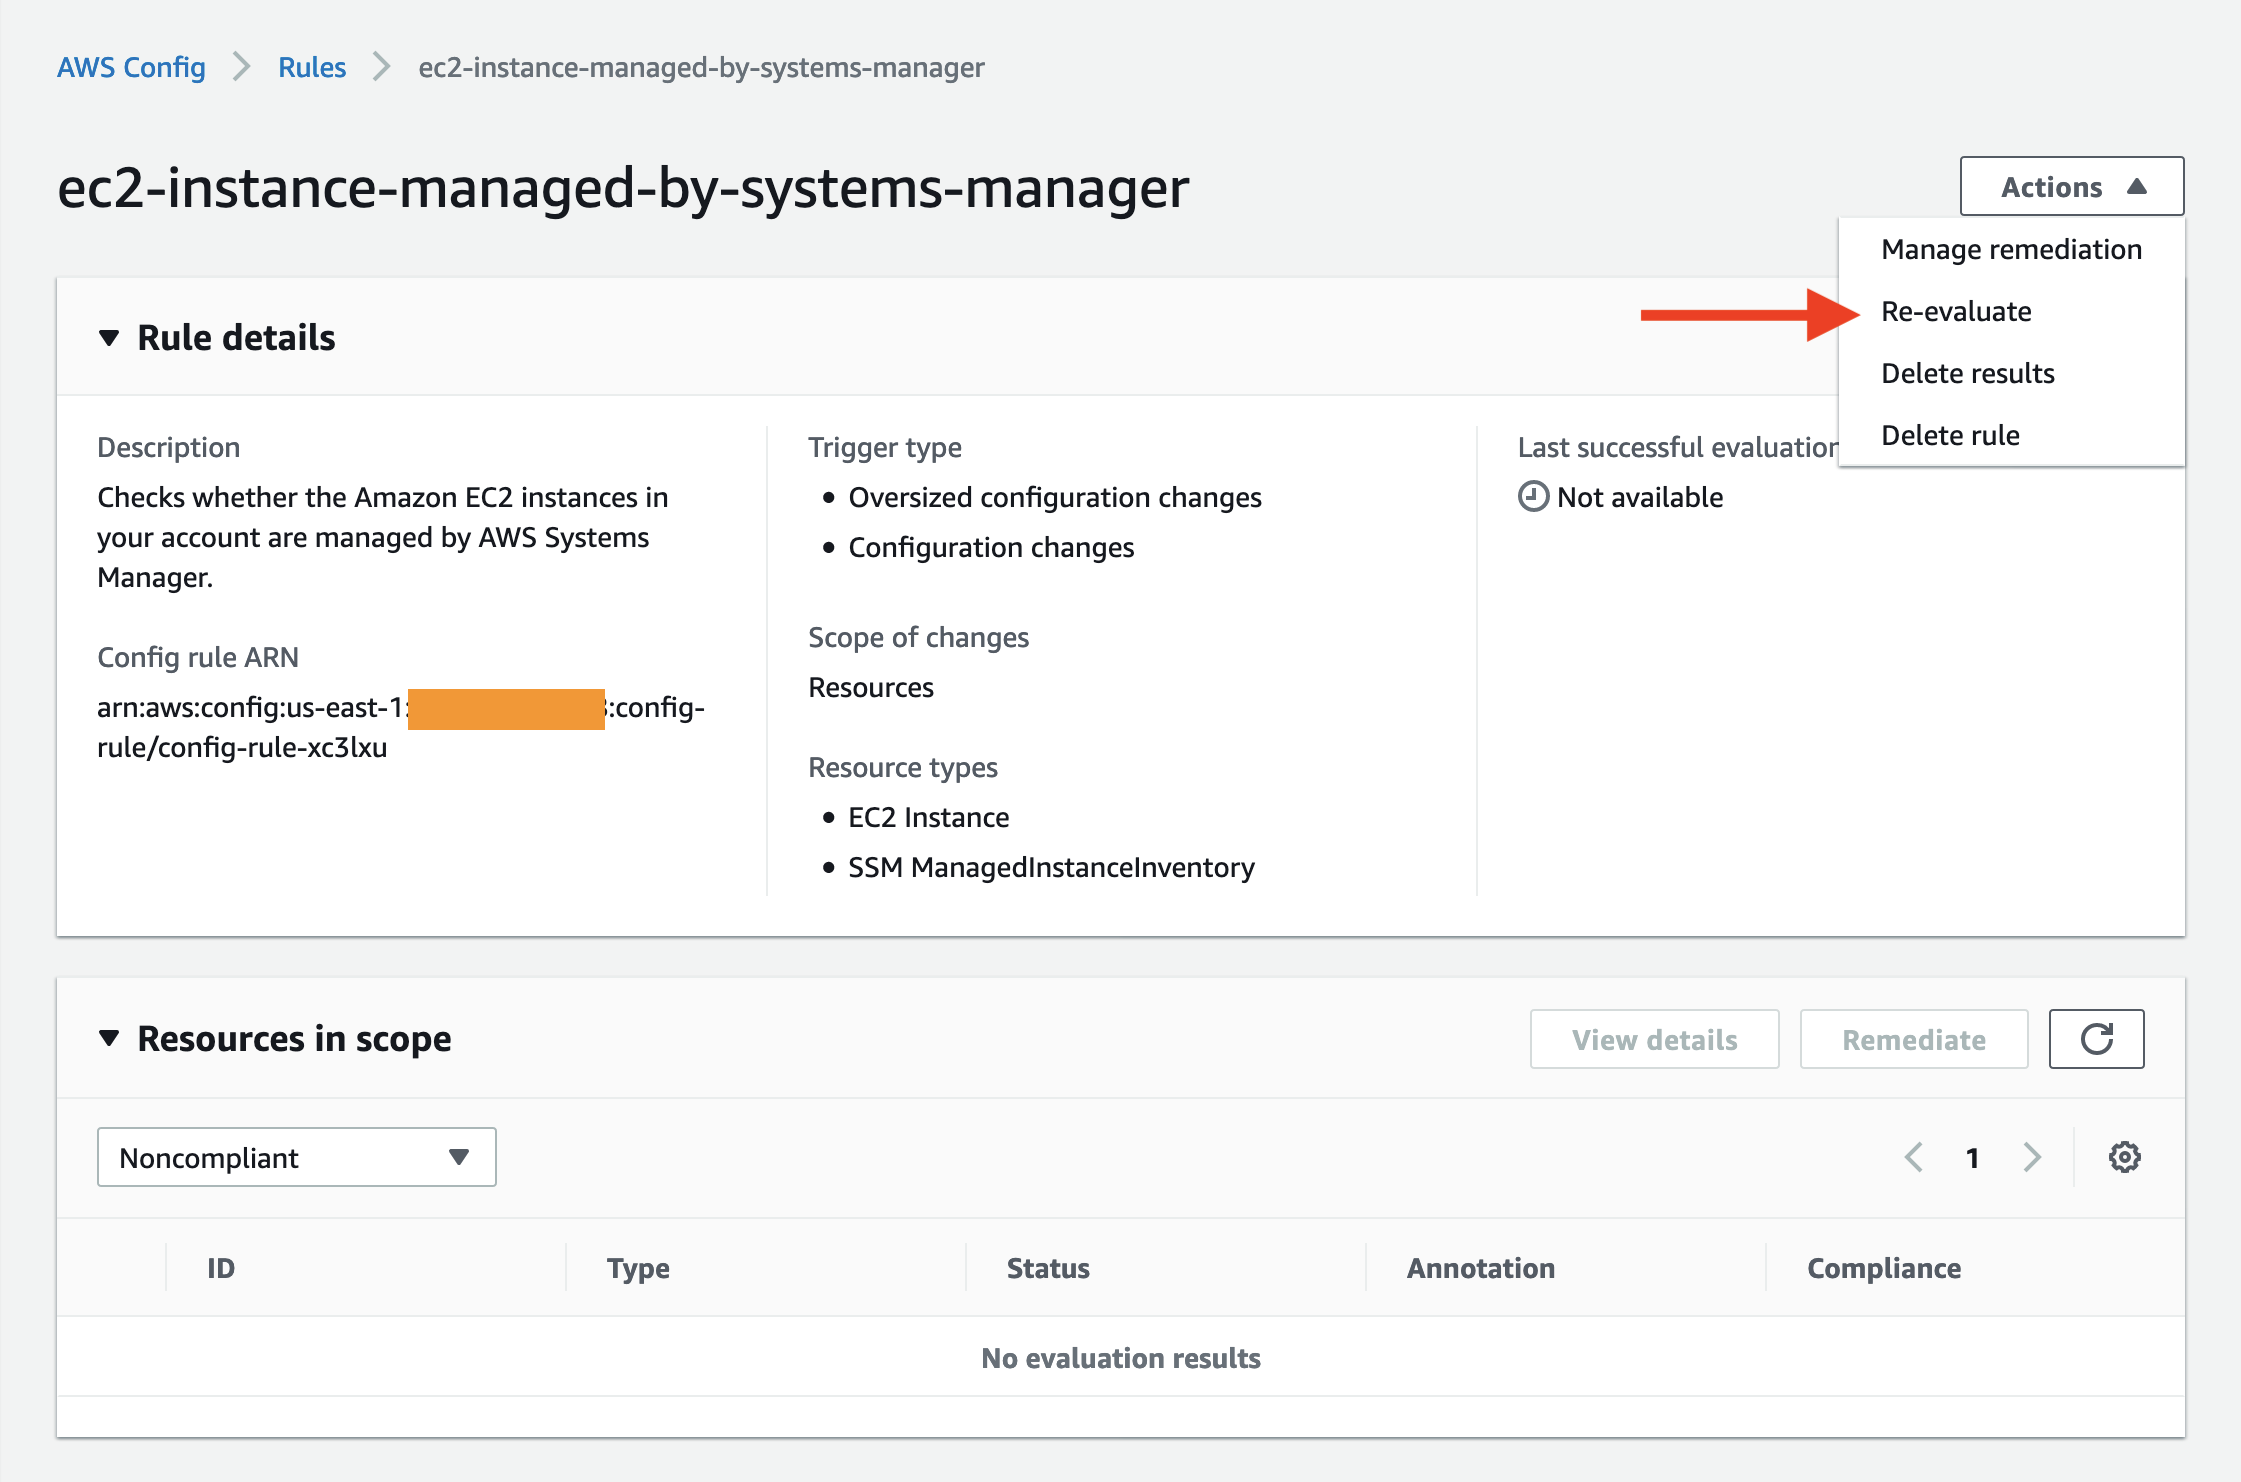 AWS Config
Rules
ec2-instance-managed-by-systems-manager
ec2-instance-managed-by-systems-manager
Actions
Manage remediation
Re-evaluate
Delete results
Delete rule
Rule details
Description
Checks whether the Amazon EC2 instances in
your account are managed by AWS Systems
Manager.
Config rule ARN
arn:aws:config:us-east-1: :config-
rule/config-rule-xc3lxu
Trigger type
Oversized configuration changes
Configuration changes
Scope of changes
Resources
Resource types
EC2 Instance
SSM ManagedInstanceInventory
Last successful evaluation
Not available
Resources in scope
View details
Remediate
Noncompliant
1
ID Type Status Annotation Compliance
No evaluation results